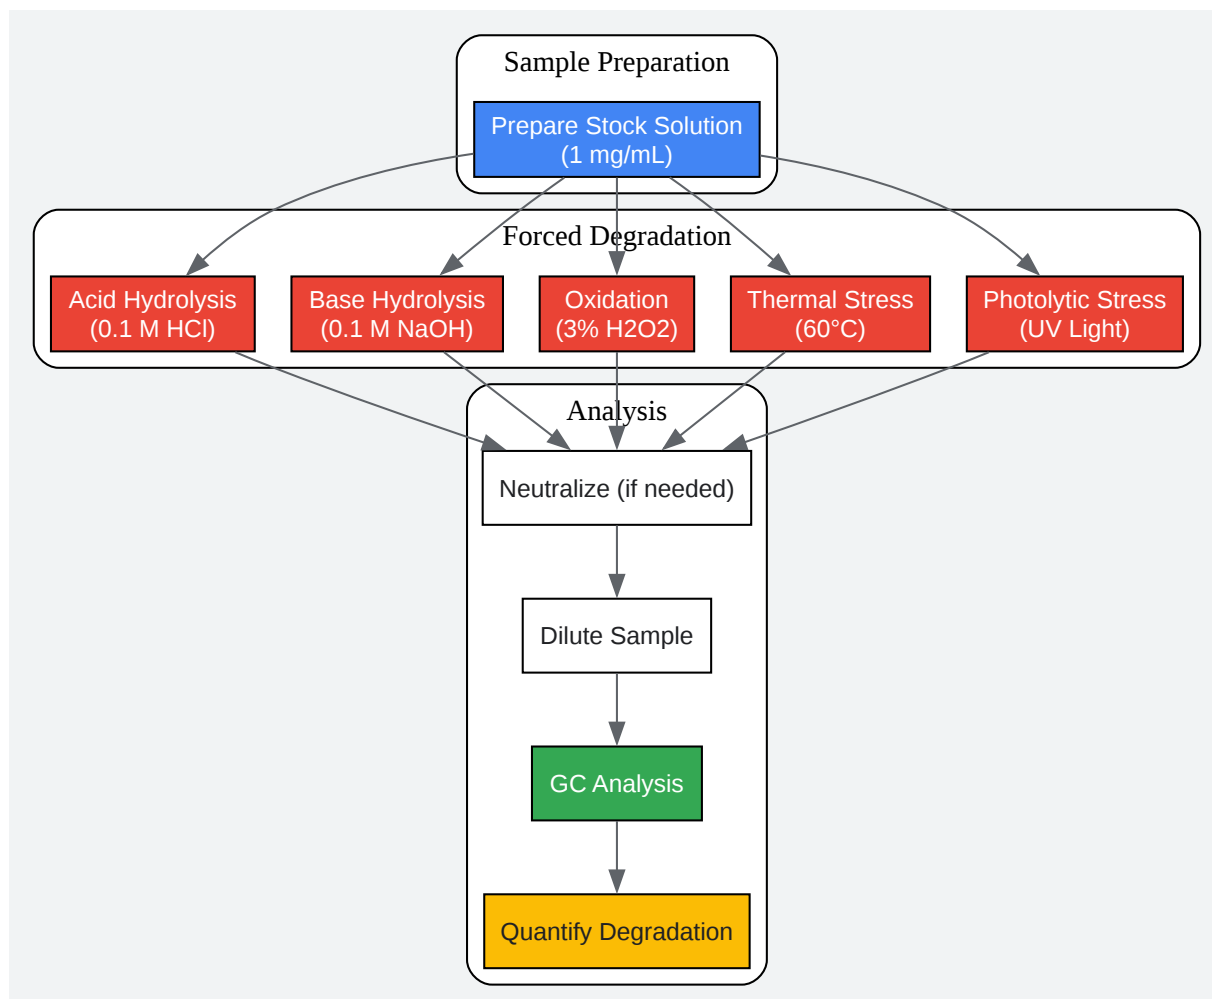 Sample Preparation
Prepare Stock Solution
(1 mg/mL)
Forced Degradation
Acid Hydrolysis
(0.1 M HCl)
Base Hydrolysis
(0.1 M NaOH)
Oxidation
(3% H2O2)
Thermal Stress
(60°C)
Photolytic Stress
(UV Light)
Analysis
Neutralize (if needed)
Dilute Sample
GC Analysis
Quantify Degradation